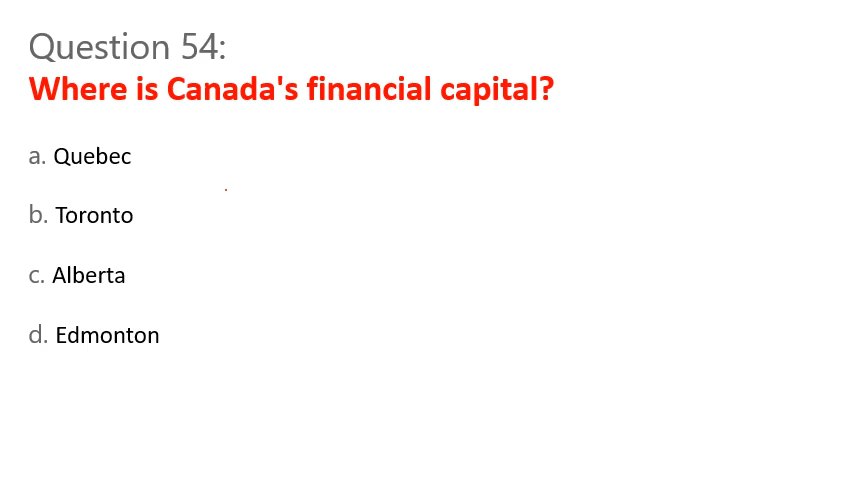 Question 54:
Where is Canada's financial capital?
a. Quebec
b. Toronto
c. Alberta
d. Edmonton